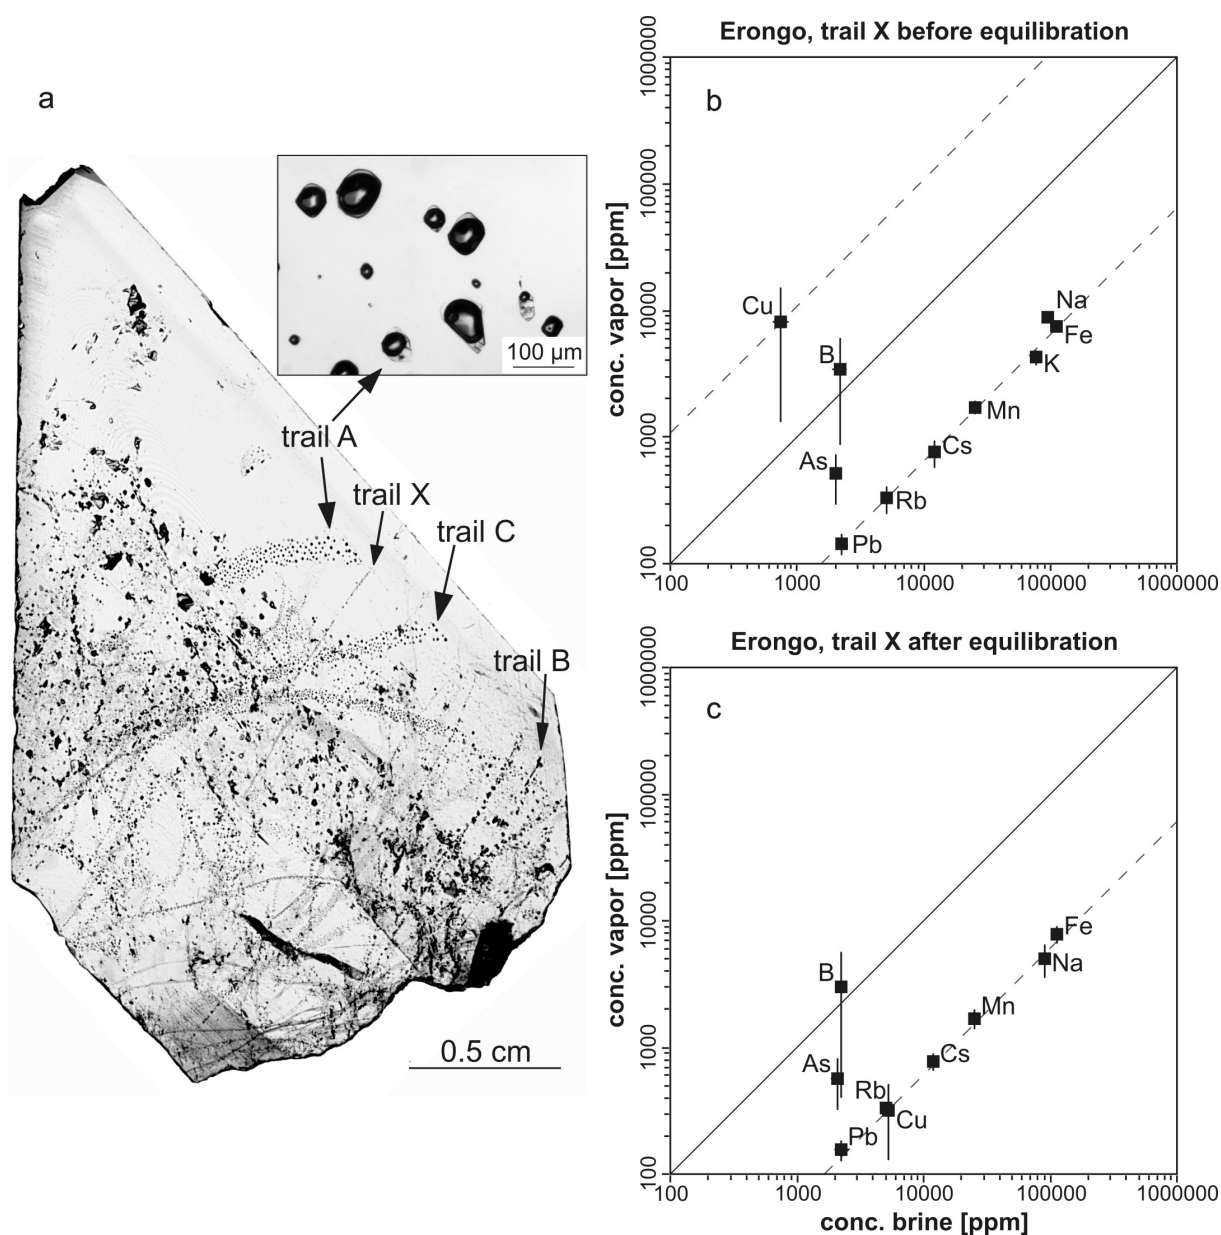 a
100 µm
trail A
trail X
trail C
trail B
0.5 cm
Erongo, trail X before equilibration
b
conc. vapor [ppm]
1000000
100000
10000
1000
100
Cu
B
As
Na
Fe
K
Mn
Cs
Rb
Pb
100
1000
10000
100000
1000000
Erongo, trail X after equilibration
c
conc. vapor [ppm]
1000000
100000
10000
1000
100
B
As
Fe
Na
Mn
Cs
Rb
Cu
Pb
100
1000
10000
100000
1000000
conc. brine [ppm]